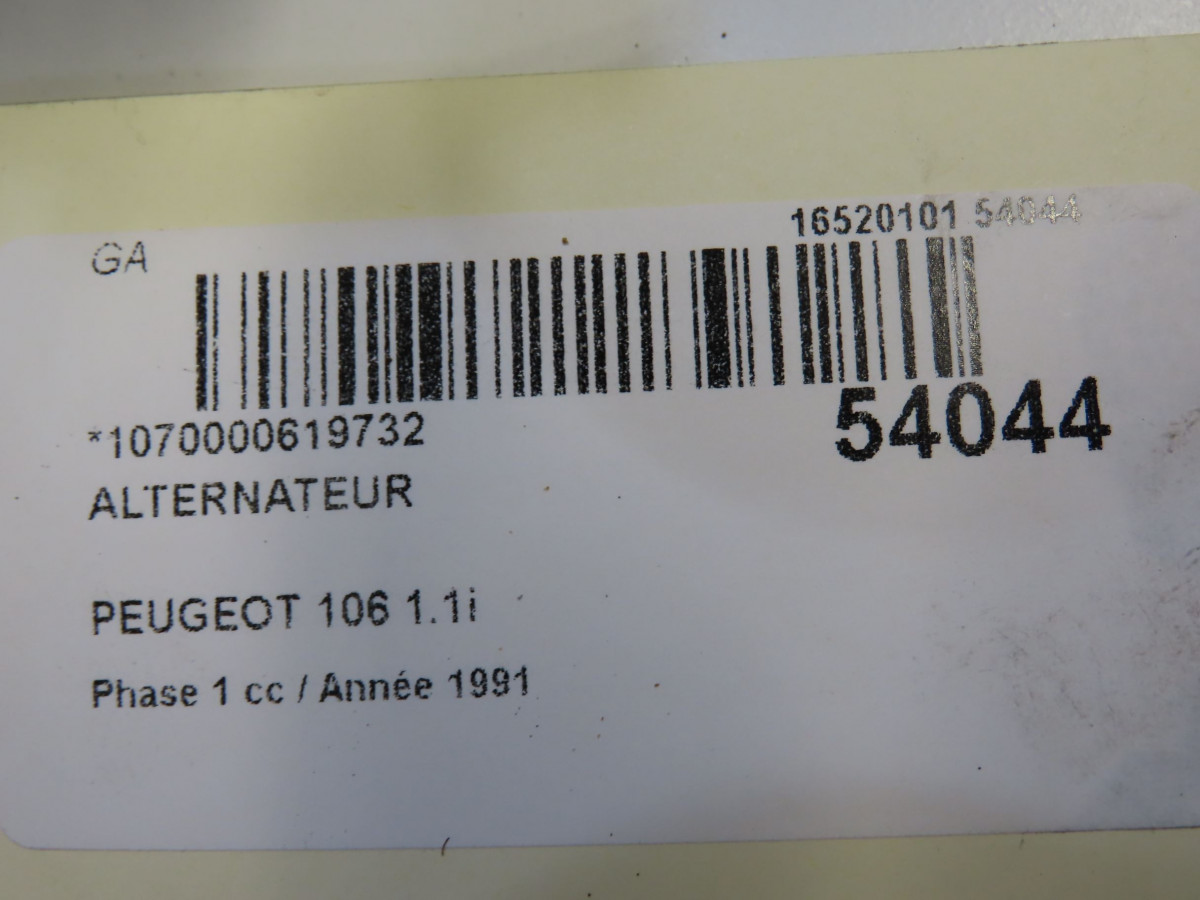 16520101 54044
GA
*1070000619732
54044
ALTERNATEUR
PEUGEOT 106 1.1i
Phase 1 cc / Année 1991